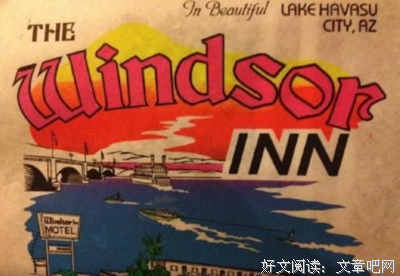 In Beautiful LAKE HAVASU
CITY, AZ
THE
Windsor
INN
Windsor Inn
MOTEL
好文阅读：文章吧网